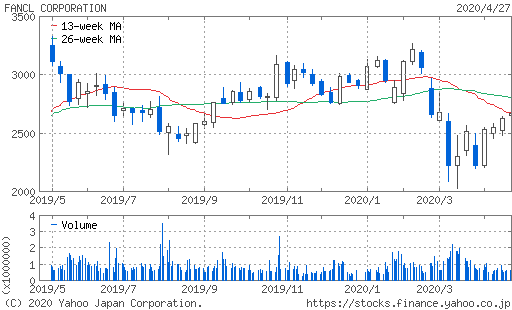 FANCL CORPORATION 2020/4/27
3500
13-week MA
26-week MA
3000
2500
2000
2019/5 2019/7 2019/9 2019/11 2020/1 2020/3
4
Volume
3
2
1
0
(x1000000)
2019/5 2019/7 2019/9 2019/11 2020/1 2020/3
(C) 2020 Yahoo Japan Corporation. https://stocks.finance.yahoo.co.jp/